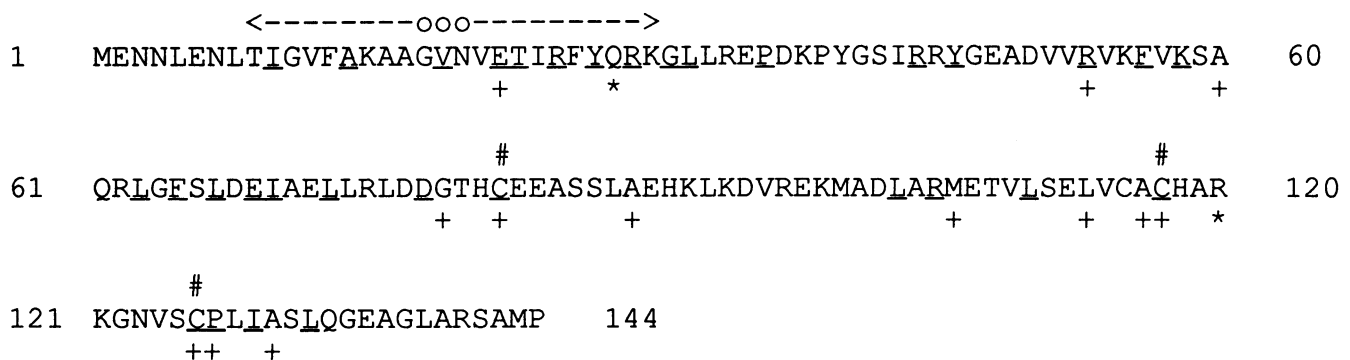 <--------ooo--------->
1 MENNLENLTIGVFAKAAGVNVETIRFYQRKGLLREPDKPYGSIRRYGEADVVRVKFVKSA 60
+ * + +
# #
61 QRLGFSLDEIAELLRLDDGTHCEEASSLAEHKLKDVREKMADLARMETVLSELVCACHAR 120
+ + + + + ++ *
#
121 KGNVSCPLIASLQGEAGLARSAMP 144
++ +